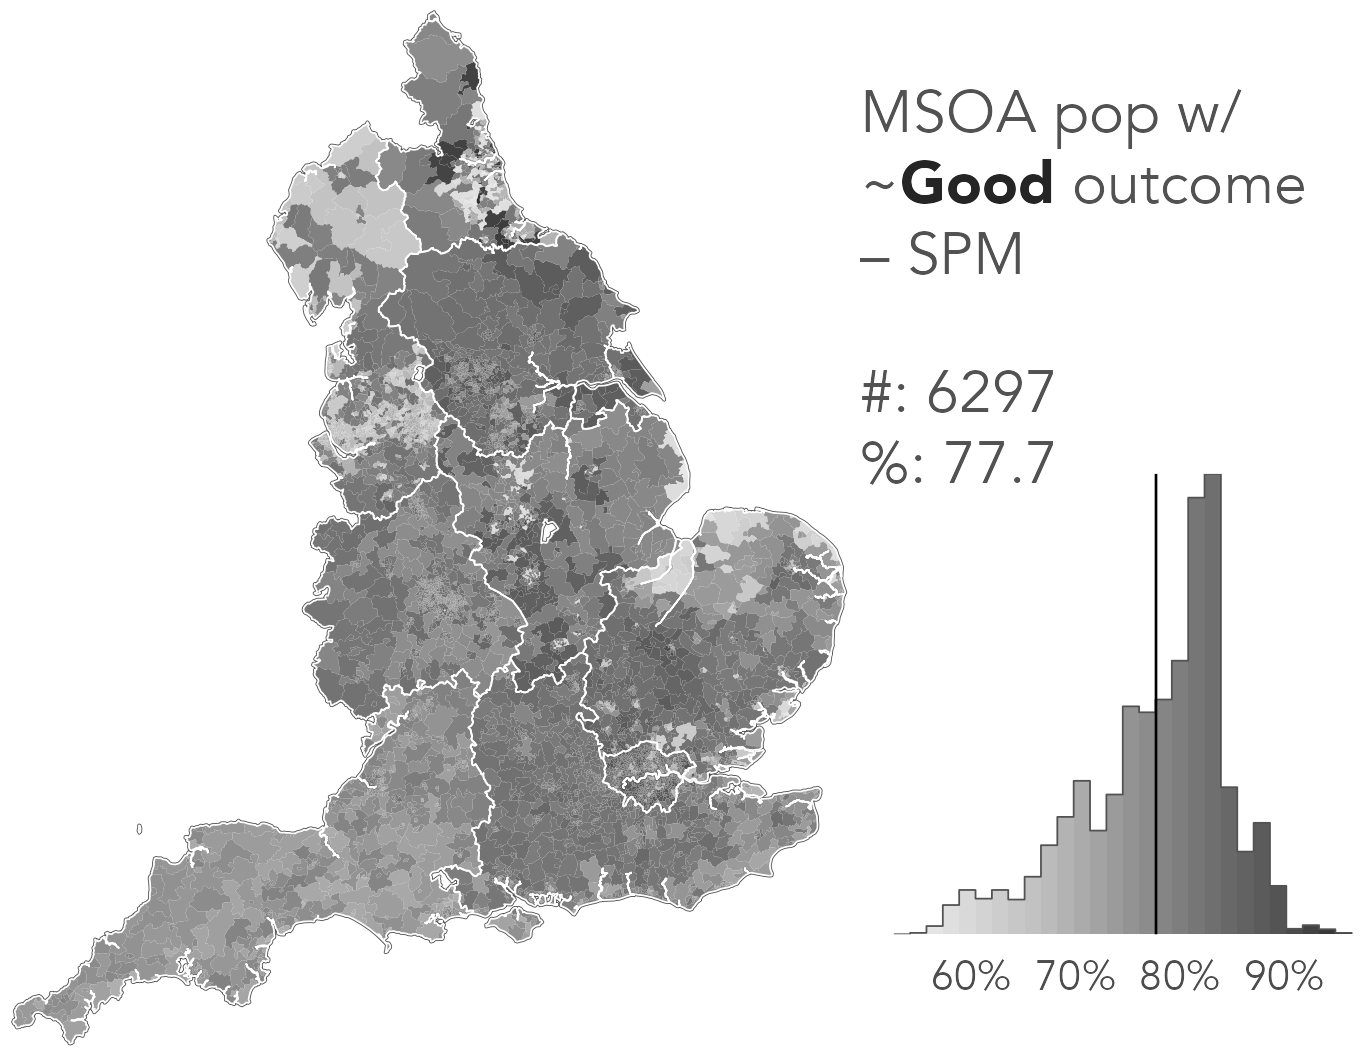 MSOA pop w/
~Good outcome
– SPM
#: 6297
%: 77.7
60% 70% 80% 90%